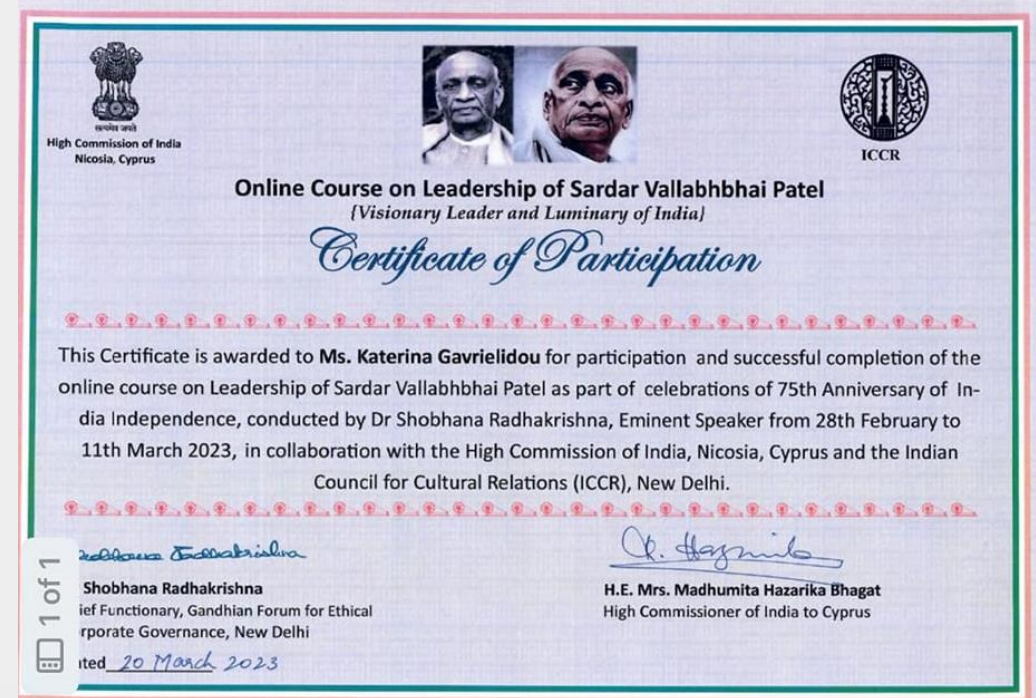 सत्यमेव जयते
High Commission of India
Nicosia, Cyprus
ICCR
Online Course on Leadership of Sardar Vallabhbhai Patel
{Visionary Leader and Luminary of India}
Certificate of Participation
This Certificate is awarded to Ms. Katerina Gavrielidou for participation and successful completion of the
online course on Leadership of Sardar Vallabhbhai Patel as part of celebrations of 75th Anniversary of In-
dia Independence, conducted by Dr Shobhana Radhakrishna, Eminent Speaker from 28th February to
11th March 2023, in collaboration with the High Commission of India, Nicosia, Cyprus and the Indian
Council for Cultural Relations (ICCR), New Delhi.
Radhakrishna
Shobhana Radhakrishna
ief Functionary, Gandhian Forum for Ethical
rporate Governance, New Delhi
ted 20 March 2023
H.E. Mrs. Madhumita Hazarika Bhagat
High Commissioner of India to Cyprus
1 of 1